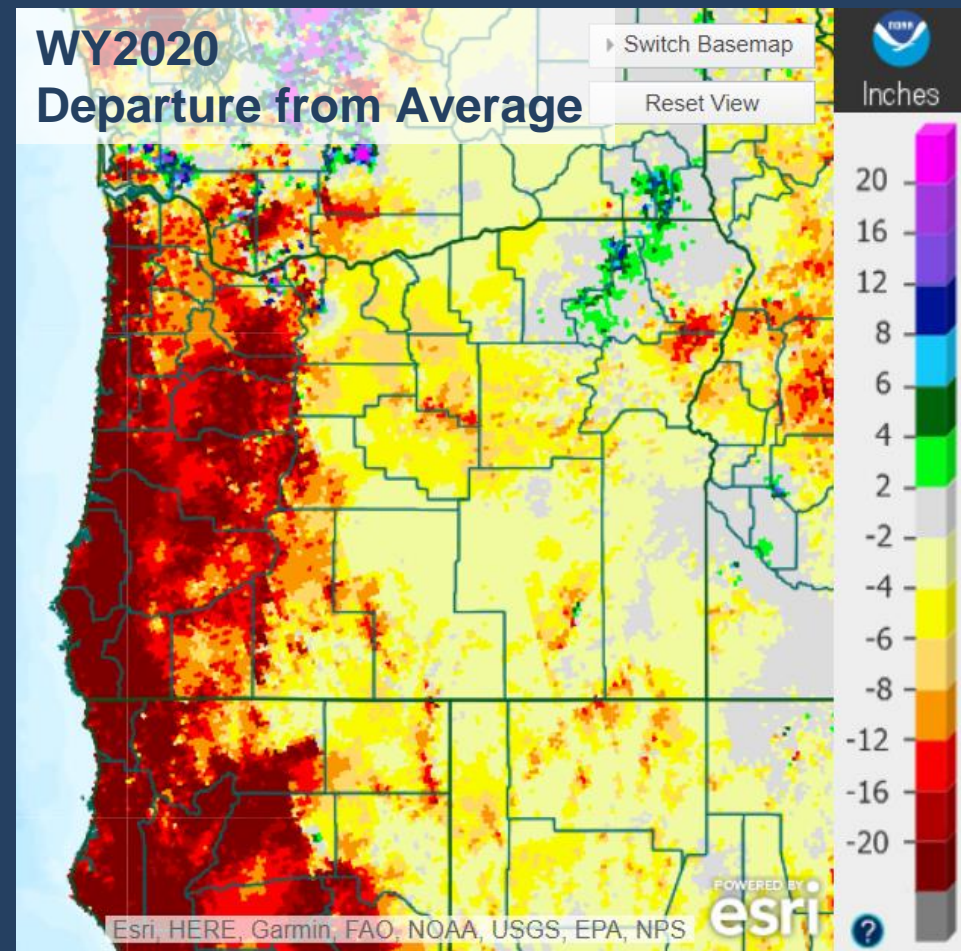 WY2020
Departure from Average
Switch Basemap
Reset View
NOAA
Inches
20
16
12
8
6
4
2
-2
-4
-6
-8
-12
-16
-20
?
POWERED BY
esri
Esri, HERE, Garmin, FAO, NOAA, USGS, EPA, NPS